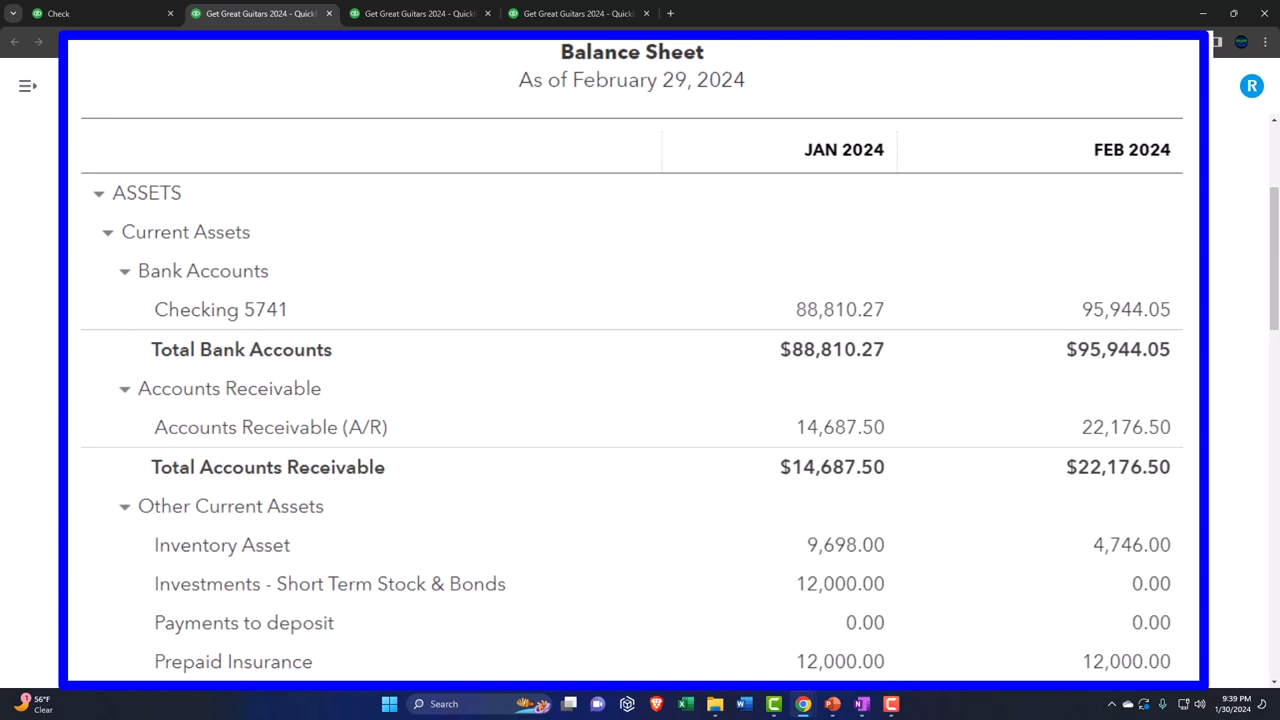 Check
Get Great Guitars 2024 - Quick
Get Great Guitars 2024 - Quick
Get Great Guitars 2024 - Quick
Balance Sheet
As of February 29, 2024
R
JAN 2024 FEB 2024
ASSETS
Current Assets
Bank Accounts
Checking 5741 88,810.27 95,944.05
Total Bank Accounts $88,810.27 $95,944.05
Accounts Receivable
Accounts Receivable (A/R) 14,687.50 22,176.50
Total Accounts Receivable $14,687.50 $22,176.50
Other Current Assets
Inventory Asset 9,698.00 4,746.00
Investments - Short Term Stock & Bonds 12,000.00 0.00
Payments to deposit 0.00 0.00
Prepaid Insurance 12,000.00 12,000.00
1
56°F
Clear
Search
9:39 PM
1/30/2024